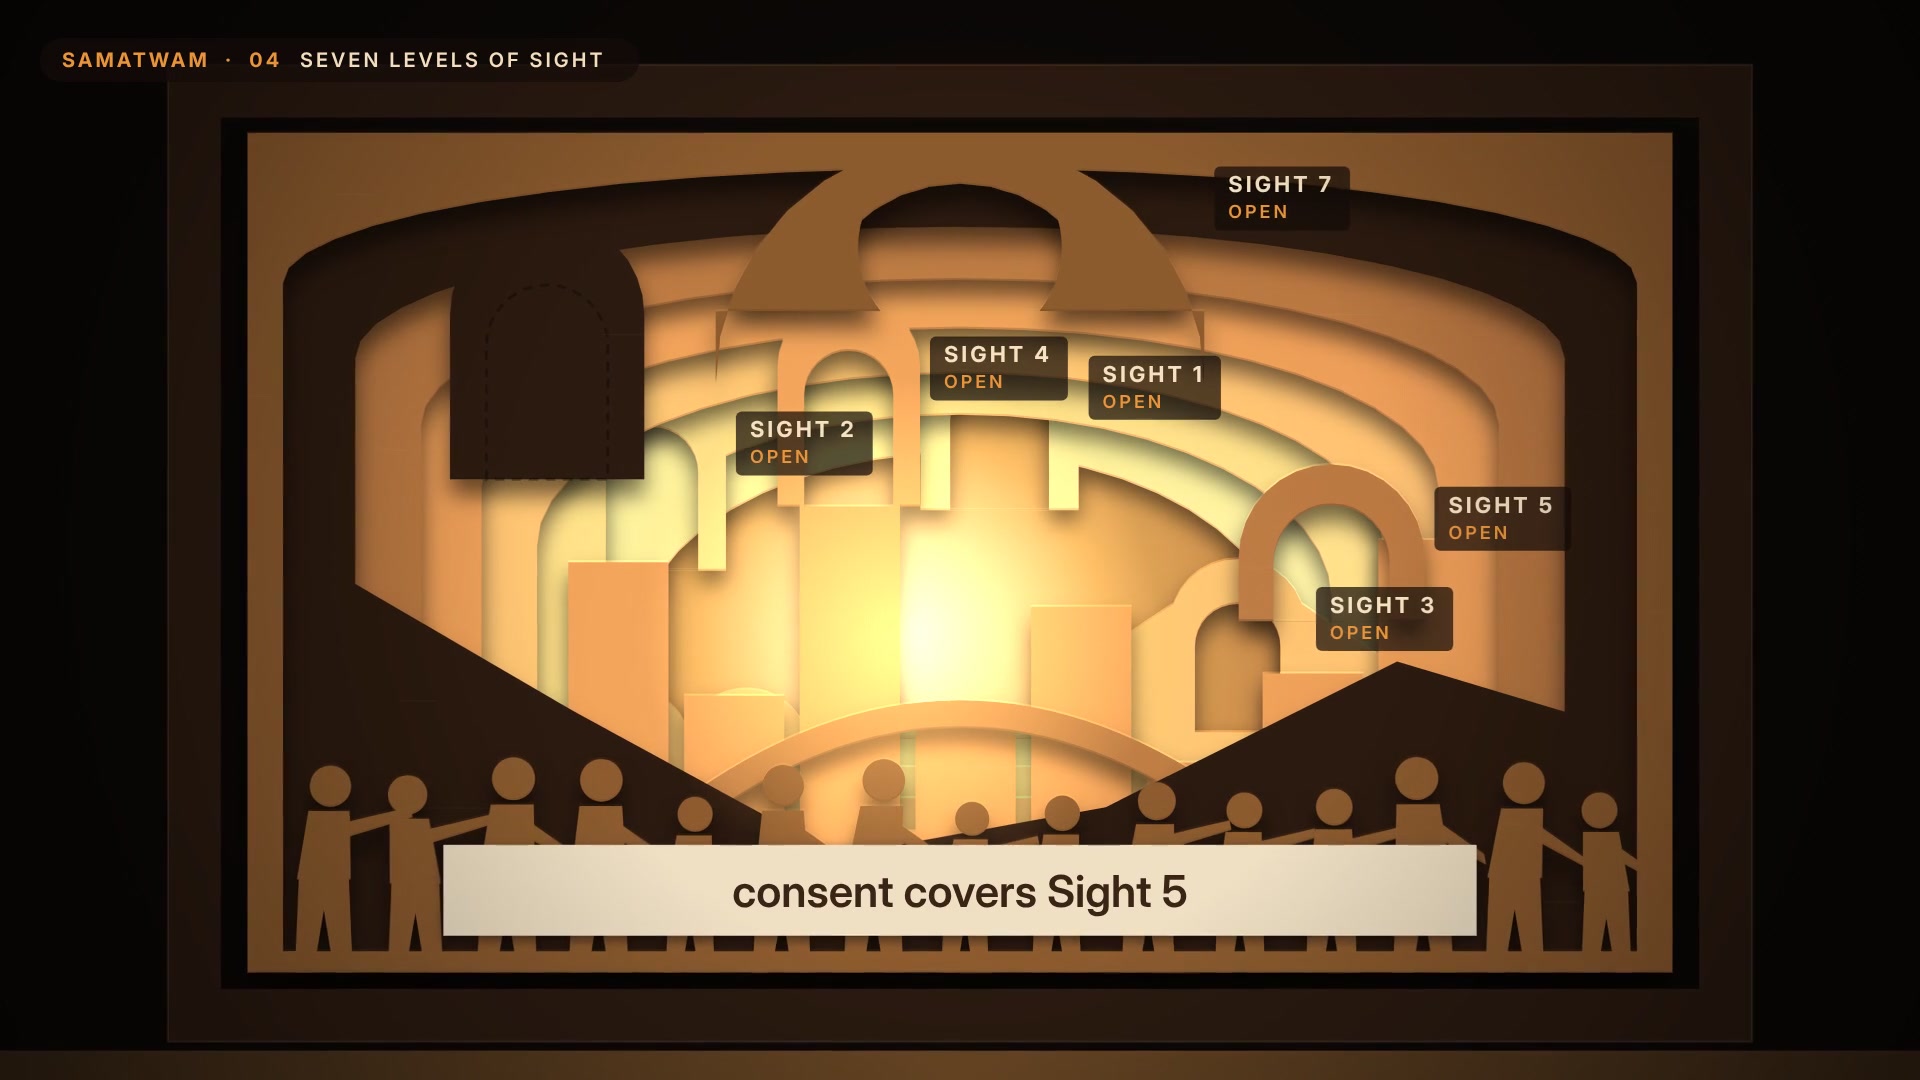 SAMATWAM · 04 SEVEN LEVELS OF SIGHT
SIGHT 7
OPEN
SIGHT 4
OPEN
SIGHT 1
OPEN
SIGHT 2
OPEN
SIGHT 5
OPEN
SIGHT 3
OPEN
consent covers Sight 5